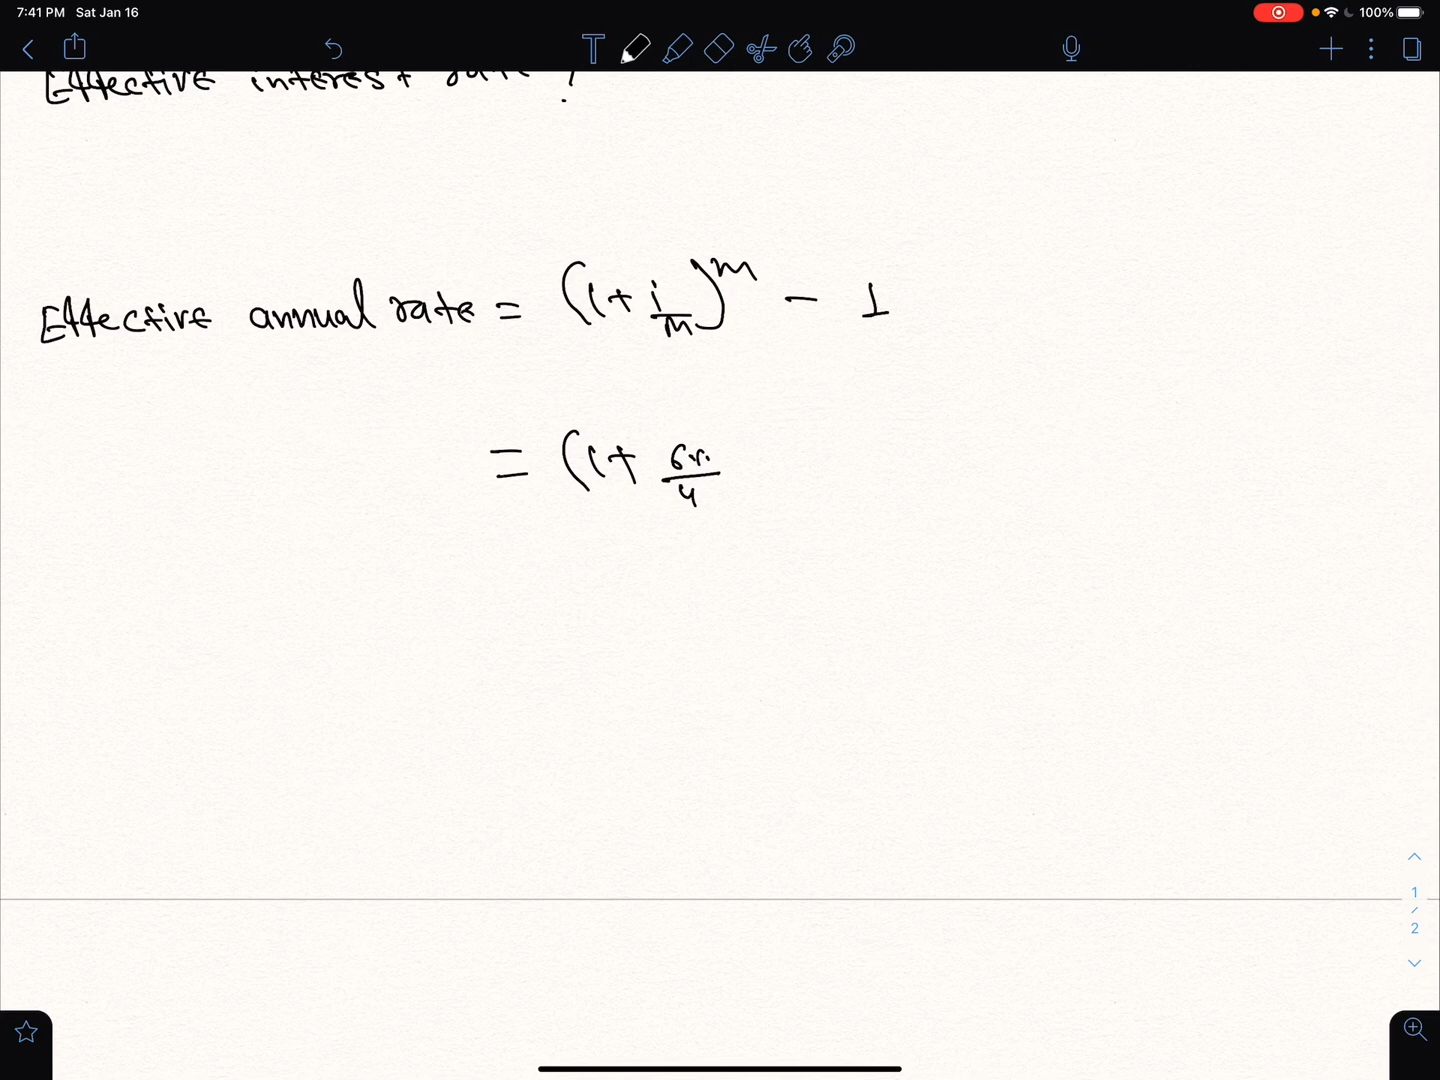 7:41 PM Sat Jan 16
100%
Effective interest rate ?
Effective annual rate = (1 + i/m)^m - 1
= (1 + 6%/4
1
/
2